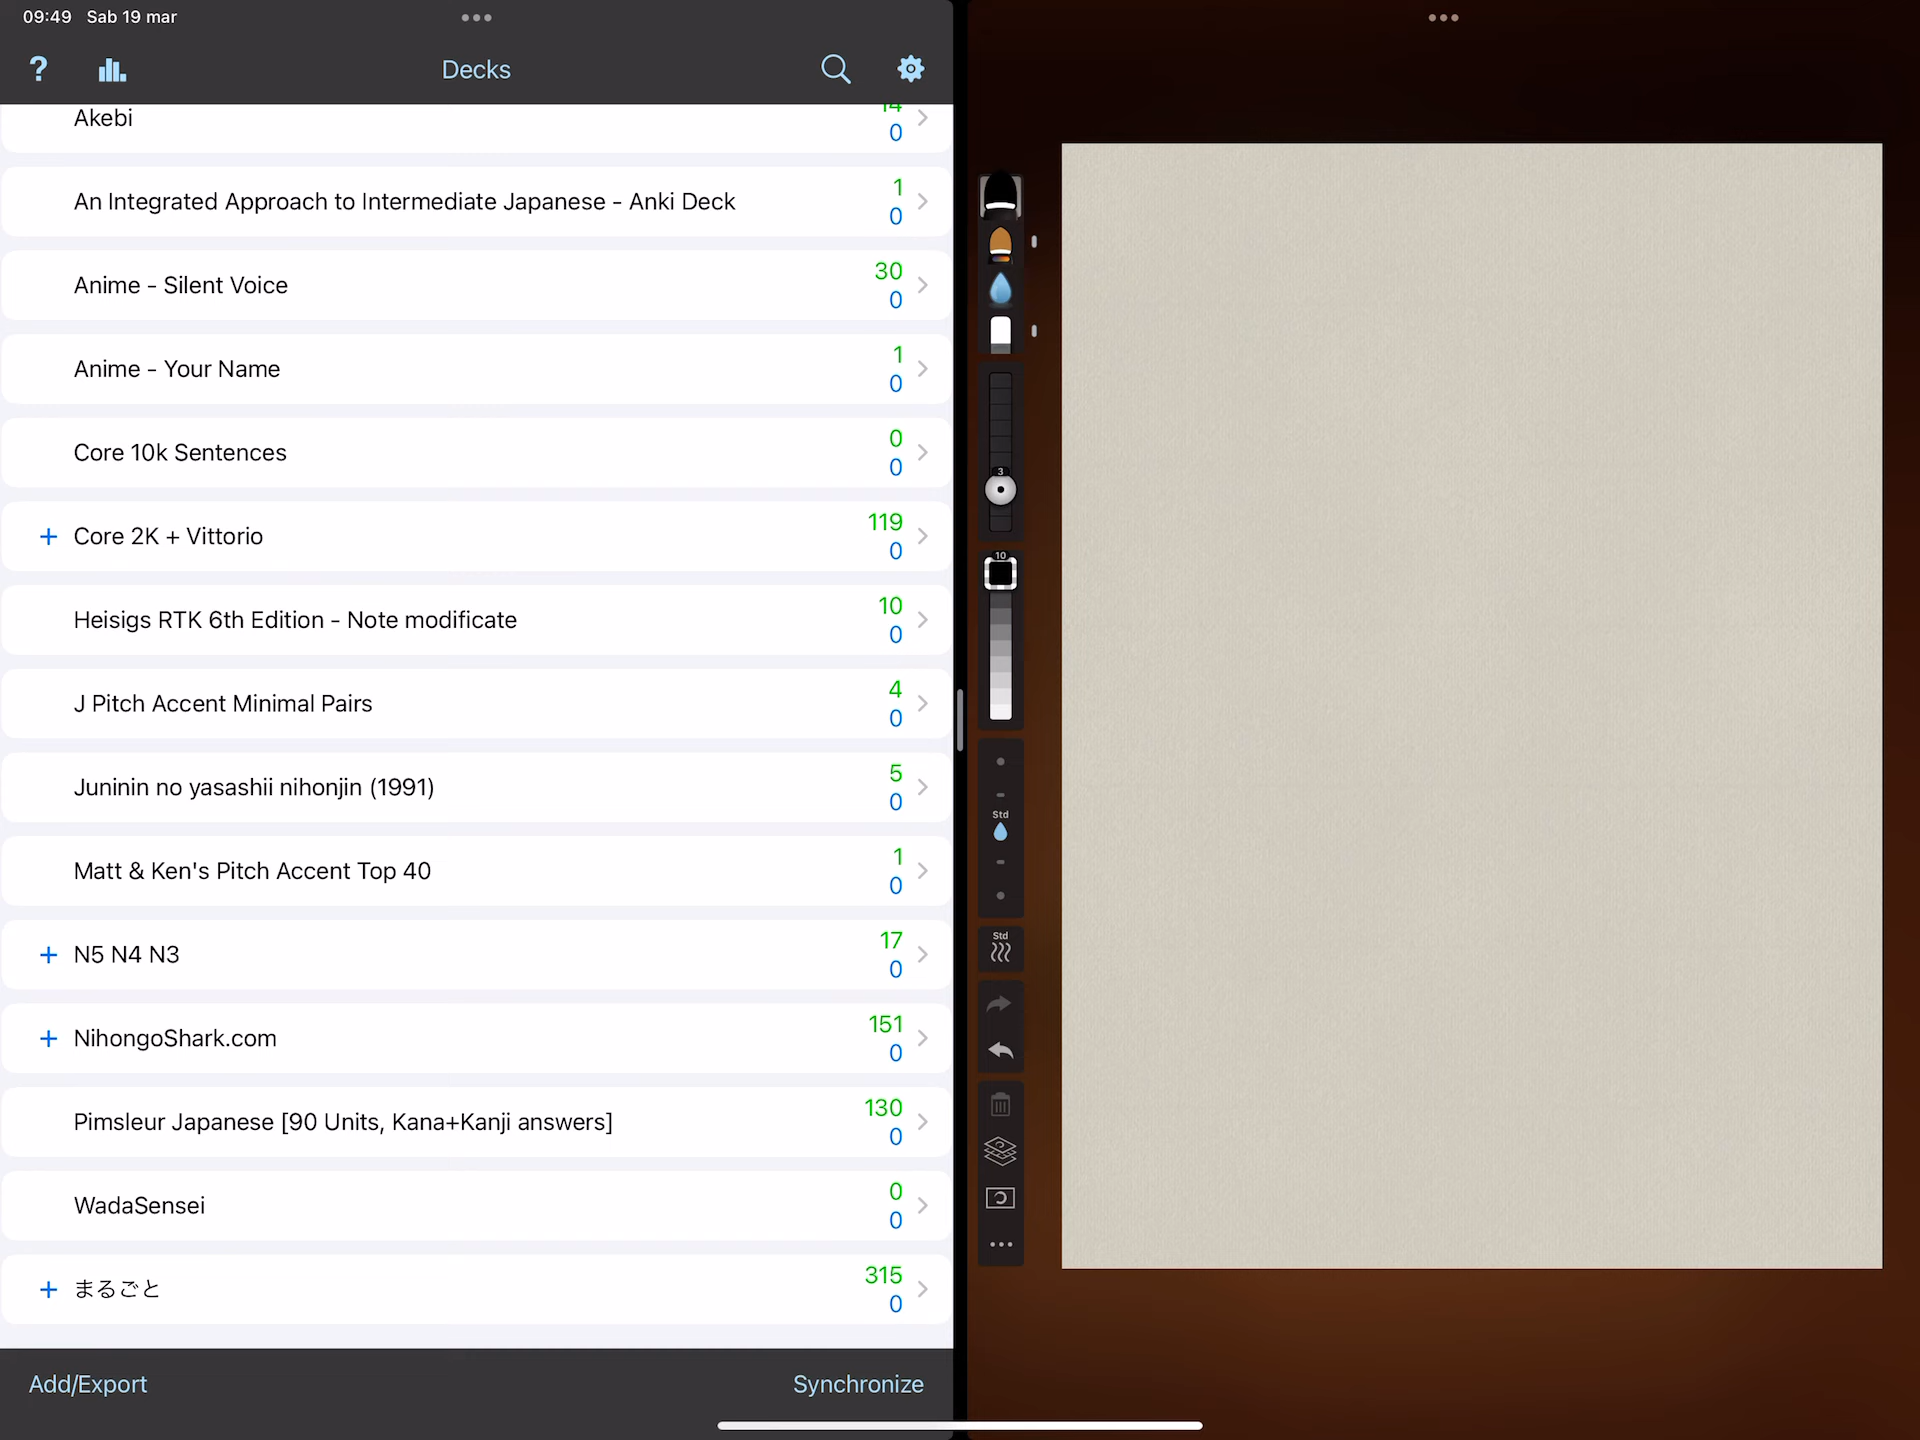 09:49 Sab 19 mar
?
Decks
Akebi
14
0
An Integrated Approach to Intermediate Japanese - Anki Deck
1
0
Anime - Silent Voice
30
0
Anime - Your Name
1
0
Core 10k Sentences
0
0
+ Core 2K + Vittorio
119
0
Heisigs RTK 6th Edition - Note modificate
10
0
J Pitch Accent Minimal Pairs
4
0
Juninin no yasashii nihonjin (1991)
5
0
Matt & Ken's Pitch Accent Top 40
1
0
+ N5 N4 N3
17
0
+ NihongoShark.com
151
0
Pimsleur Japanese [90 Units, Kana+Kanji answers]
130
0
WadaSensei
0
0
+ まるごと
315
0
Add/Export
Synchronize
3
10
Std
Std